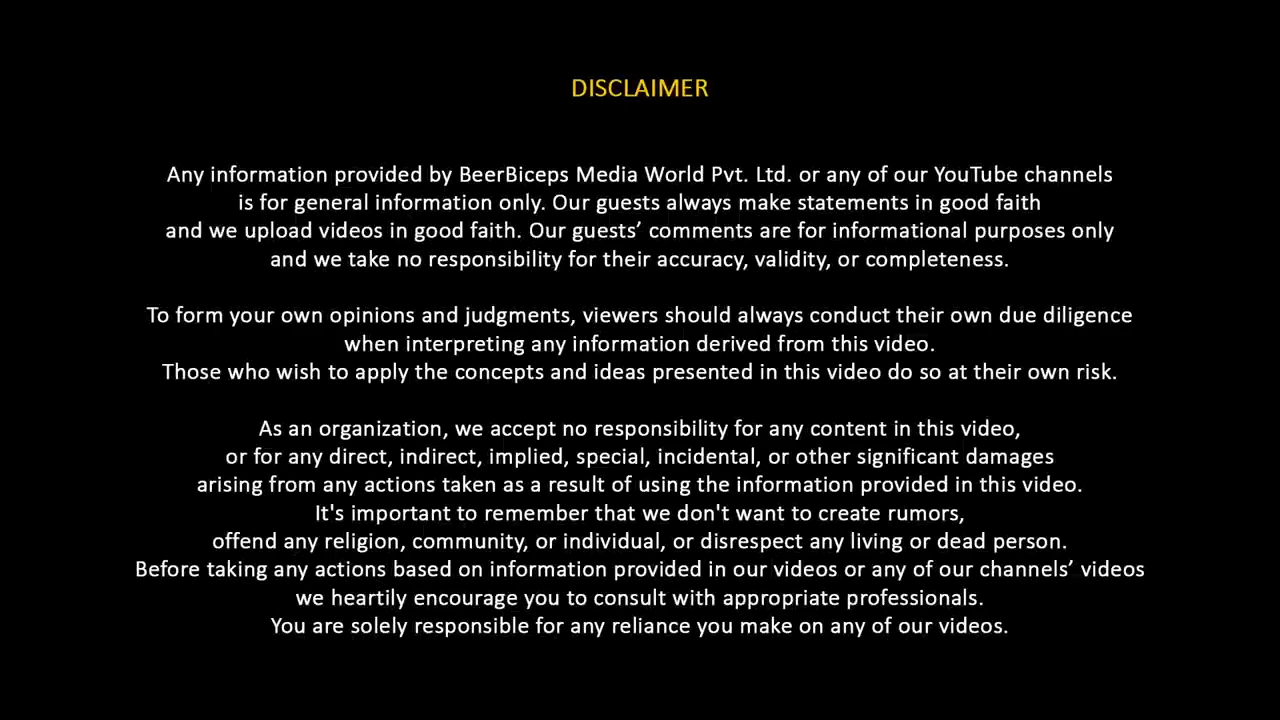 DISCLAIMER
Any information provided by BeerBiceps Media World Pvt. Ltd. or any of our YouTube channels
is for general information only. Our guests always make statements in good faith
and we upload videos in good faith. Our guests’ comments are for informational purposes only
and we take no responsibility for their accuracy, validity, or completeness.
To form your own opinions and judgments, viewers should always conduct their own due diligence
when interpreting any information derived from this video.
Those who wish to apply the concepts and ideas presented in this video do so at their own risk.
As an organization, we accept no responsibility for any content in this video,
or for any direct, indirect, implied, special, incidental, or other significant damages
arising from any actions taken as a result of using the information provided in this video.
It's important to remember that we don't want to create rumors,
offend any religion, community, or individual, or disrespect any living or dead person.
Before taking any actions based on information provided in our videos or any of our channels’ videos
we heartily encourage you to consult with appropriate professionals.
You are solely responsible for any reliance you make on any of our videos.